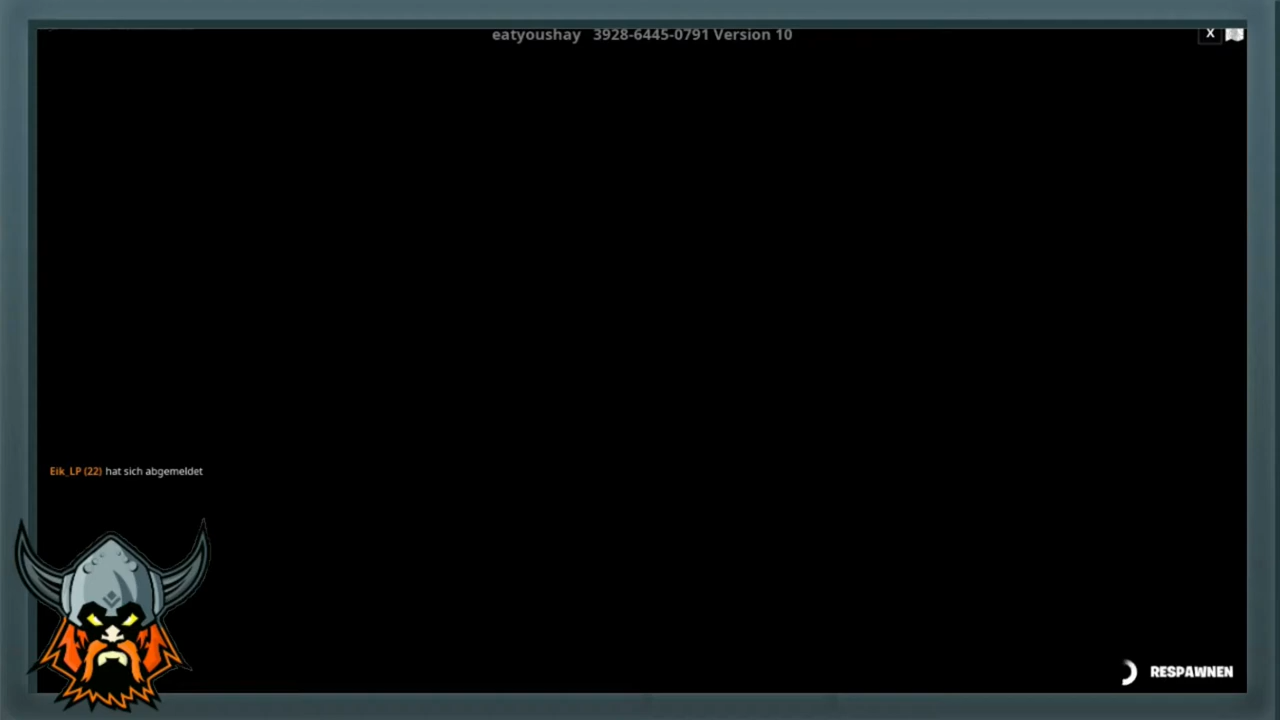 eatyoushay 3928-6445-0791 Version 10
X
Eik_LP (22) hat sich abgemeldet
RESPAWNEN